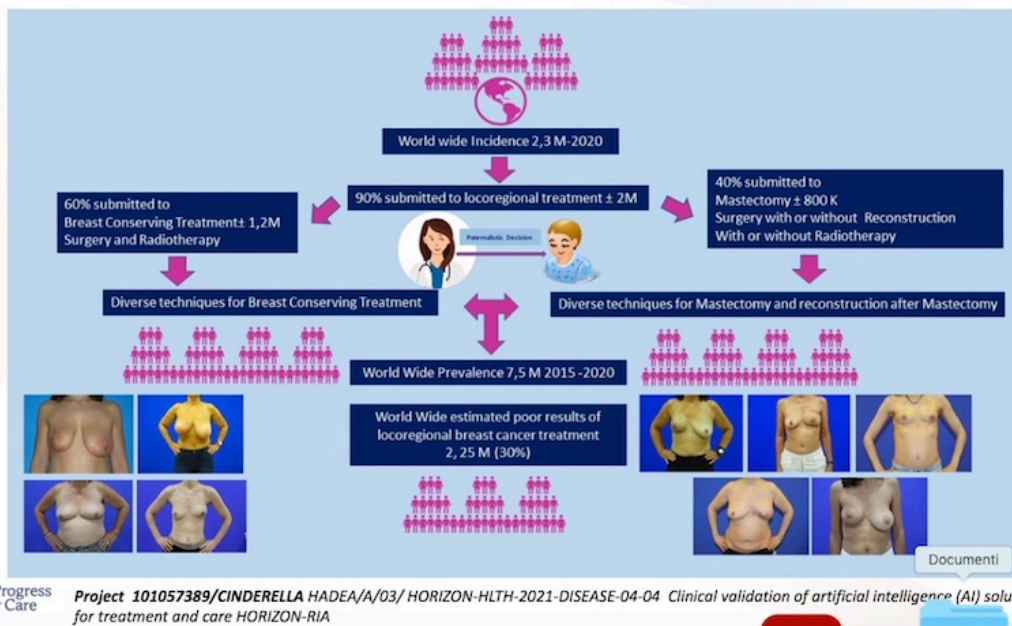 World wide Incidence 2,3 M-2020
90% submitted to locoregional treatment ± 2M
60% submitted to
Breast Conserving Treatment± 1,2M
Surgery and Radiotherapy
40% submitted to
Mastectomy ± 800 K
Surgery with or without Reconstruction
With or without Radiotherapy
Paternalistic Decision
Diverse techniques for Breast Conserving Treatment
Diverse techniques for Mastectomy and reconstruction after Mastectomy
World Wide Prevalence 7,5 M 2015-2020
World Wide estimated poor results of
locoregional breast cancer treatment
2, 25 M (30%)
Documenti
Progress
Care
Project 101057389/CINDERELLA HADEA/A/03/ HORIZON-HLTH-2021-DISEASE-04-04 Clinical validation of artificial intelligence (AI) solu
for treatment and care HORIZON-RIA